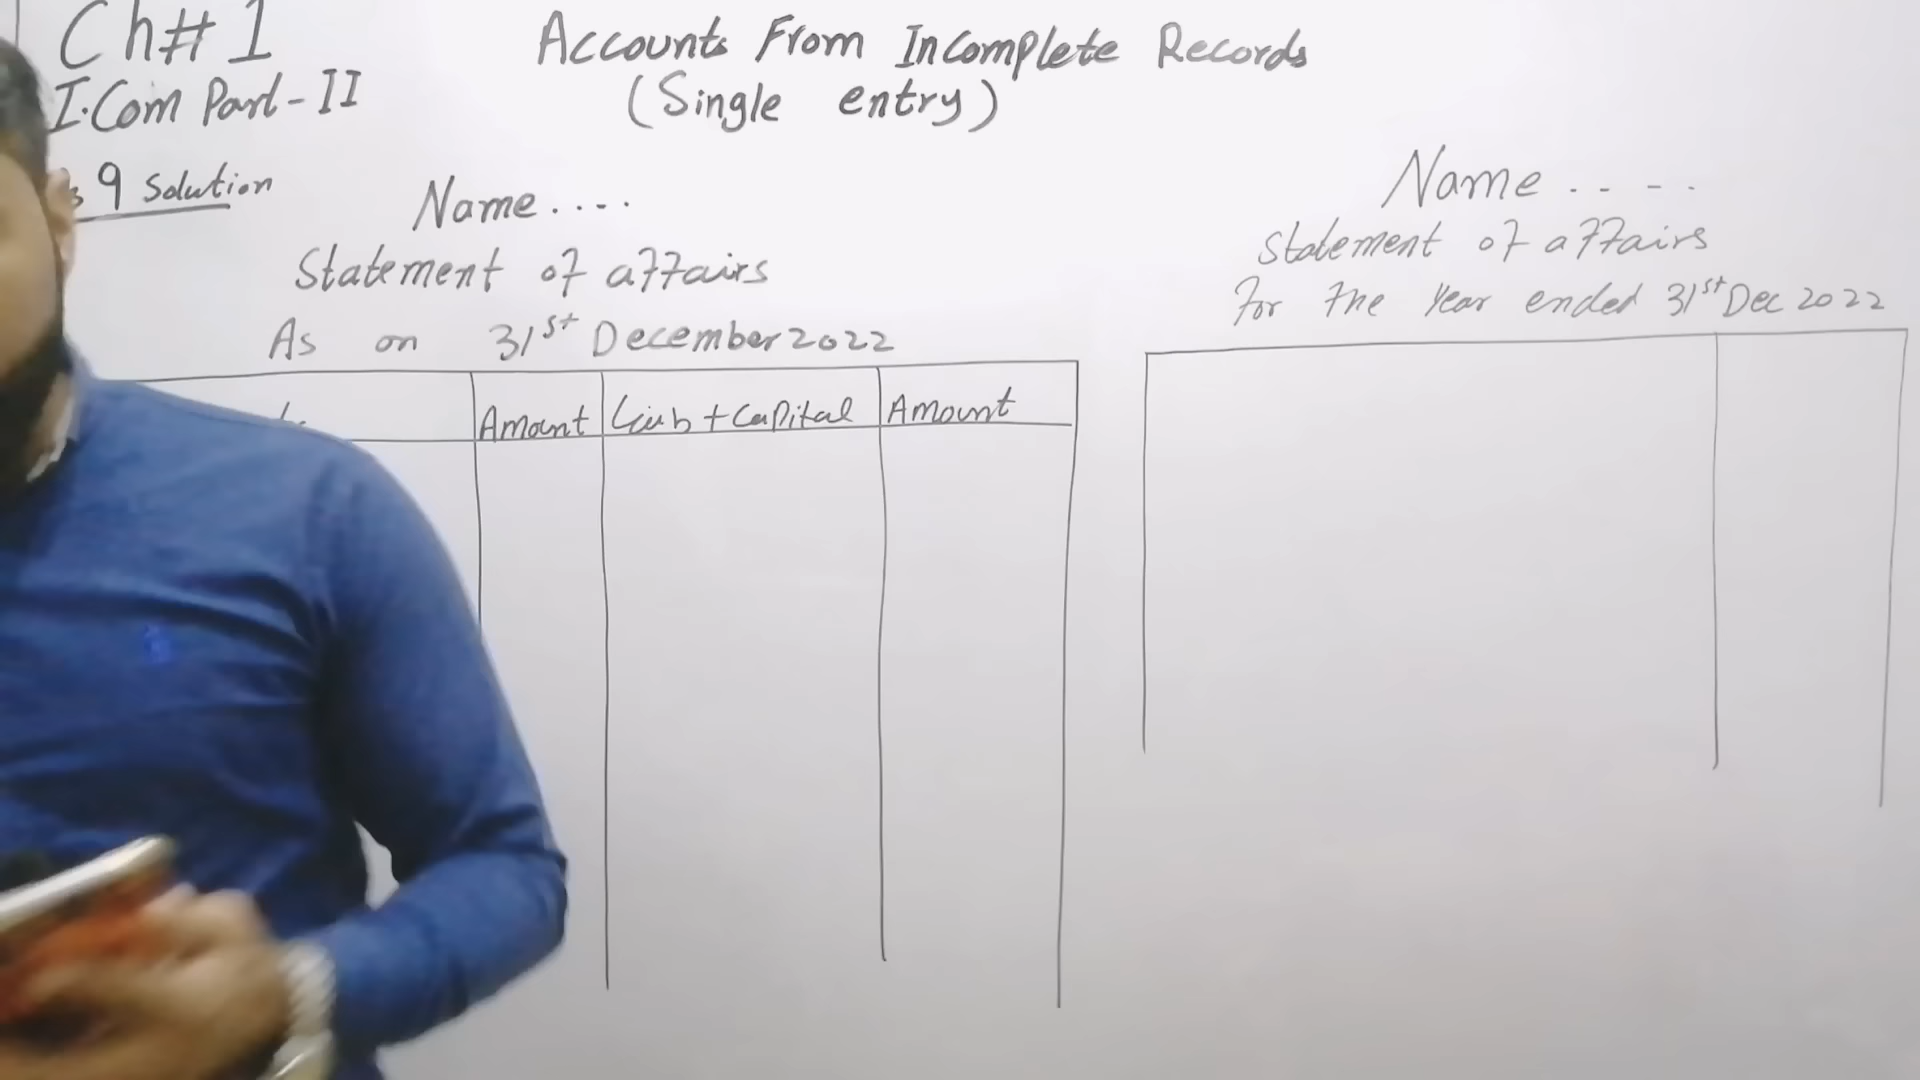 Ch# 1
I.Com Part-II
Accounts From Incomplete Records
(Single entry)
9 Solution
Name....
Statement of affairs
As on 31st December 2022
Amount Liab + Capital Amount
Name . . - - .
Statement of affairs
For the Year ended 31st Dec 2022